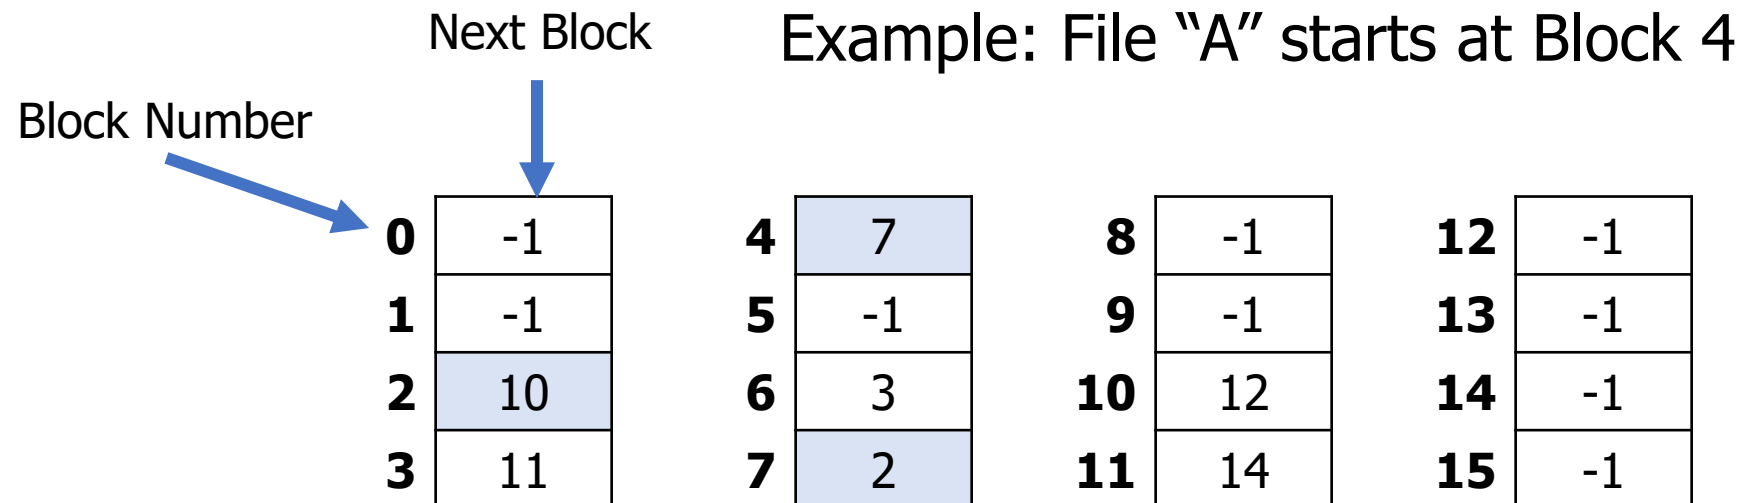 Next Block Example: File “A” starts at Block 4
Block Number
0 -1 4 7 8 -1 12 -1
1 -1 5 -1 9 -1 13 -1
2 10 6 3 10 12 14 -1
3 11 7 2 11 14 15 -1